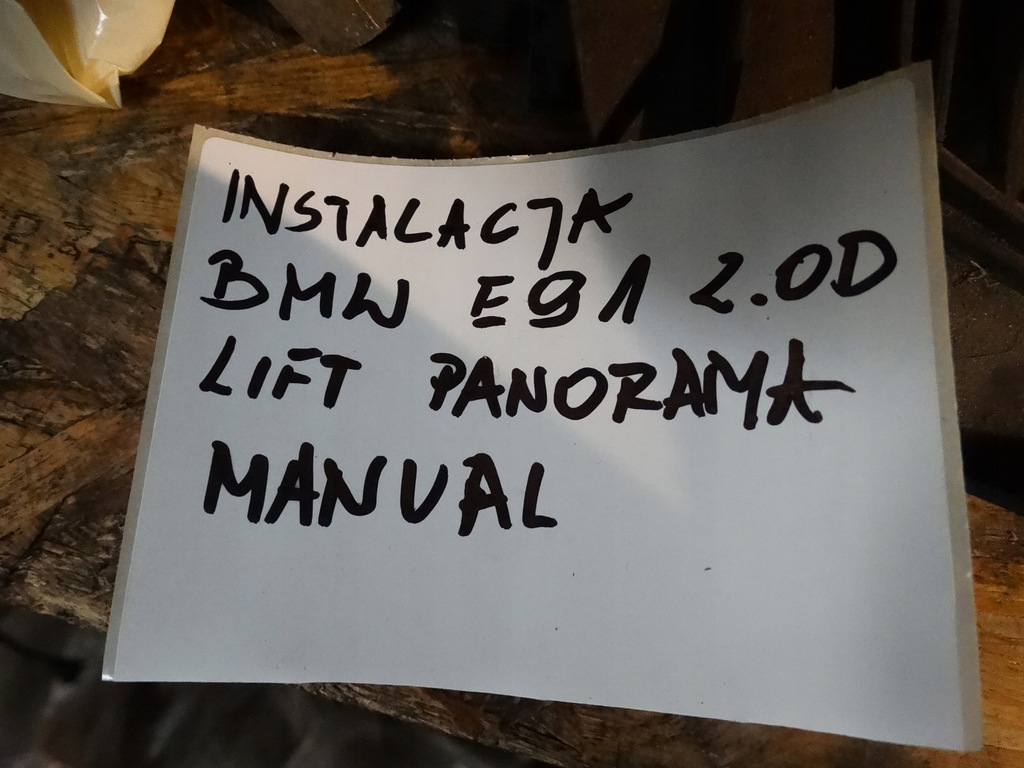 INSTALACJA
BMW E91 2.0D
LIFT PANORAMA
MANUAL